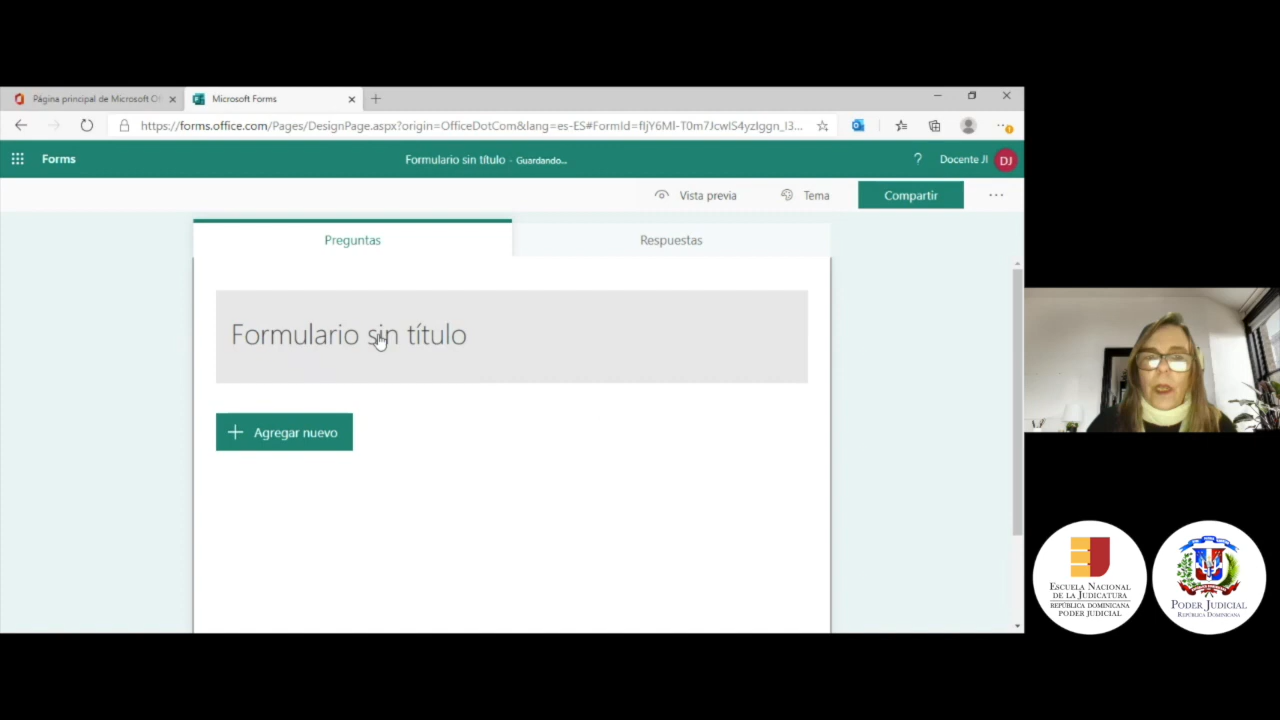 Página principal de Microsoft Of
Microsoft Forms
https://forms.office.com/Pages/DesignPage.aspx?origin=OfficeDotCom&lang=es-ES#FormId=
Forms
Formulario sin título - Guardando...
?
Docente JI
DJ
Vista previa
Tema
Compartir
...
Preguntas
Respuestas
Formulario sin título
+ Agregar nuevo
ESCUELA NACIONAL
DE LA JUDICATURA
REPÚBLICA DOMINICANA
PODER JUDICIAL
PODER JUDICIAL
REPÚBLICA DOMINICANA